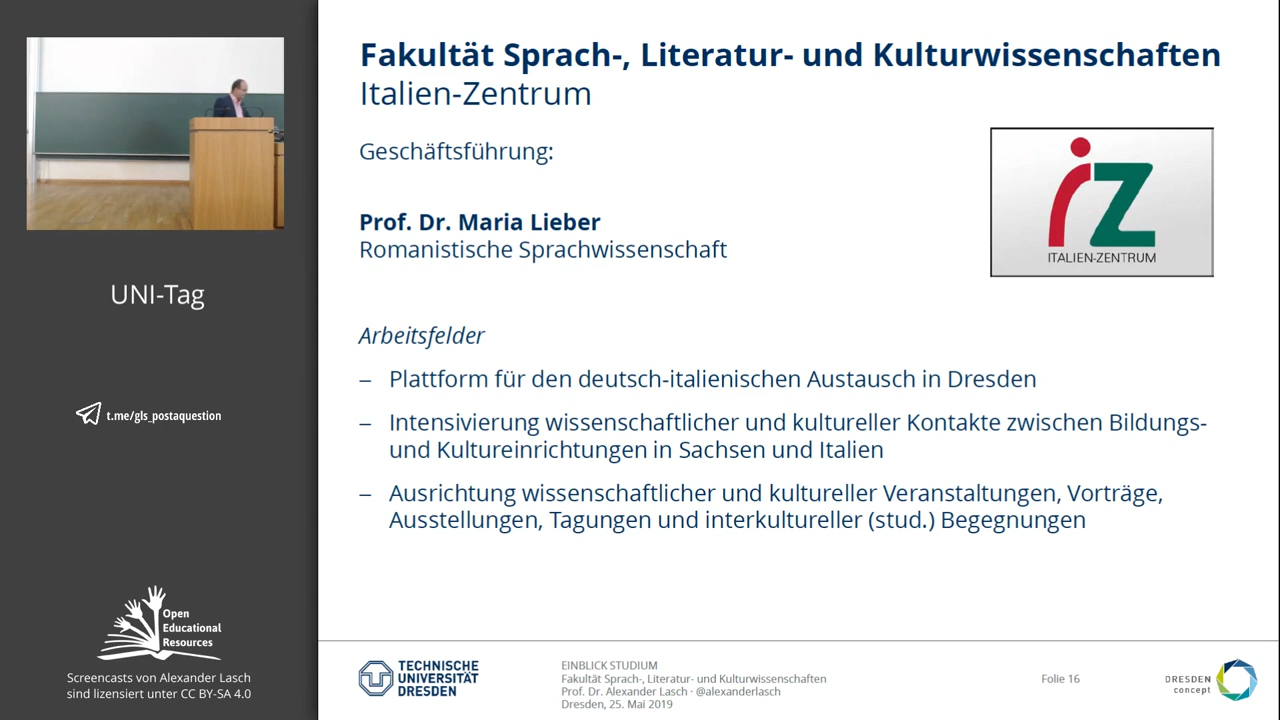 Fakultät Sprach-, Literatur- und Kulturwissenschaften
Italien-Zentrum
Geschäftsführung:
Prof. Dr. Maria Lieber
Romanistische Sprachwissenschaft
iZ
ITALIEN-ZENTRUM
Arbeitsfelder
– Plattform für den deutsch-italienischen Austausch in Dresden
– Intensivierung wissenschaftlicher und kultureller Kontakte zwischen Bildungs-
und Kultureinrichtungen in Sachsen und Italien
– Ausrichtung wissenschaftlicher und kultureller Veranstaltungen, Vorträge,
Ausstellungen, Tagungen und interkultureller (stud.) Begegnungen
UNI-Tag
t.me/gls_postaquestion
Open
Educational
Resources
Screencasts von Alexander Lasch
sind lizensiert unter CC BY-SA 4.0
TECHNISCHE
UNIVERSITÄT
DRESDEN
EINBLICK STUDIUM
Fakultät Sprach-, Literatur- und Kulturwissenschaften
Prof. Dr. Alexander Lasch · @alexanderlasch
Dresden, 25. Mai 2019
Folie 16
DRESDEN
concept